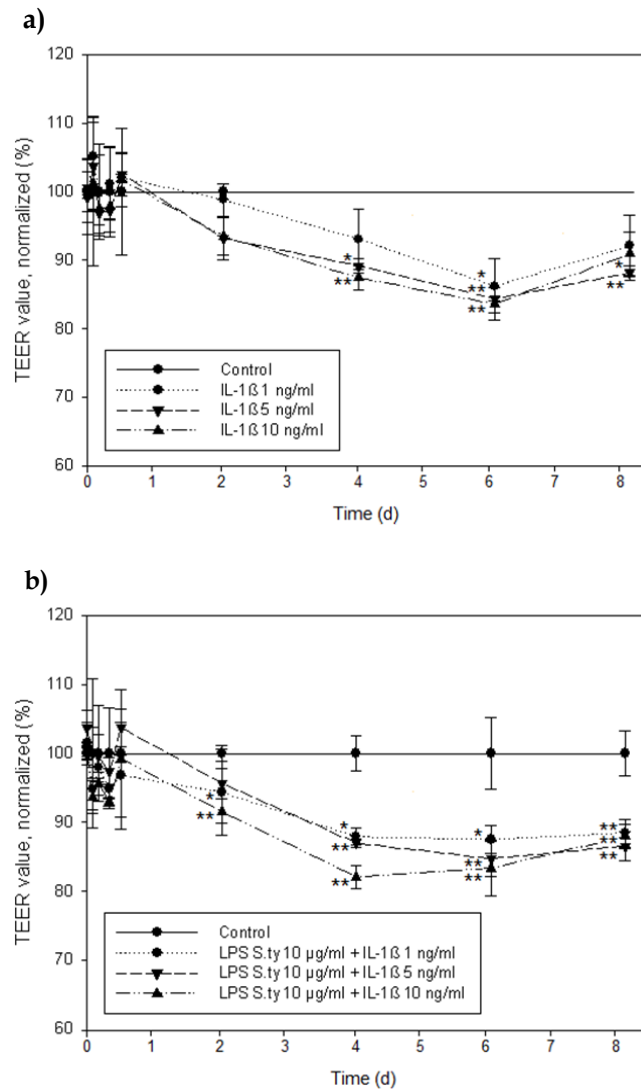 a)
120
110
100
90
80
70
60
TEER value, normalized (%)
*
**
*
**
**
*
**
Control
IL-1ß 1 ng/ml
IL-1ß 5 ng/ml
IL-1ß 10 ng/ml
0 1 2 3 4 5 6 7 8
Time (d)
b)
120
110
100
90
80
70
60
TEER value, normalized (%)
*
**
*
**
**
*
**
**
**
**
**
Control
LPS S.ty 10 µg/ml + IL-1ß 1 ng/ml
LPS S.ty 10 µg/ml + IL-1ß 5 ng/ml
LPS S.ty 10 µg/ml + IL-1ß 10 ng/ml
0 1 2 3 4 5 6 7 8
Time (d)